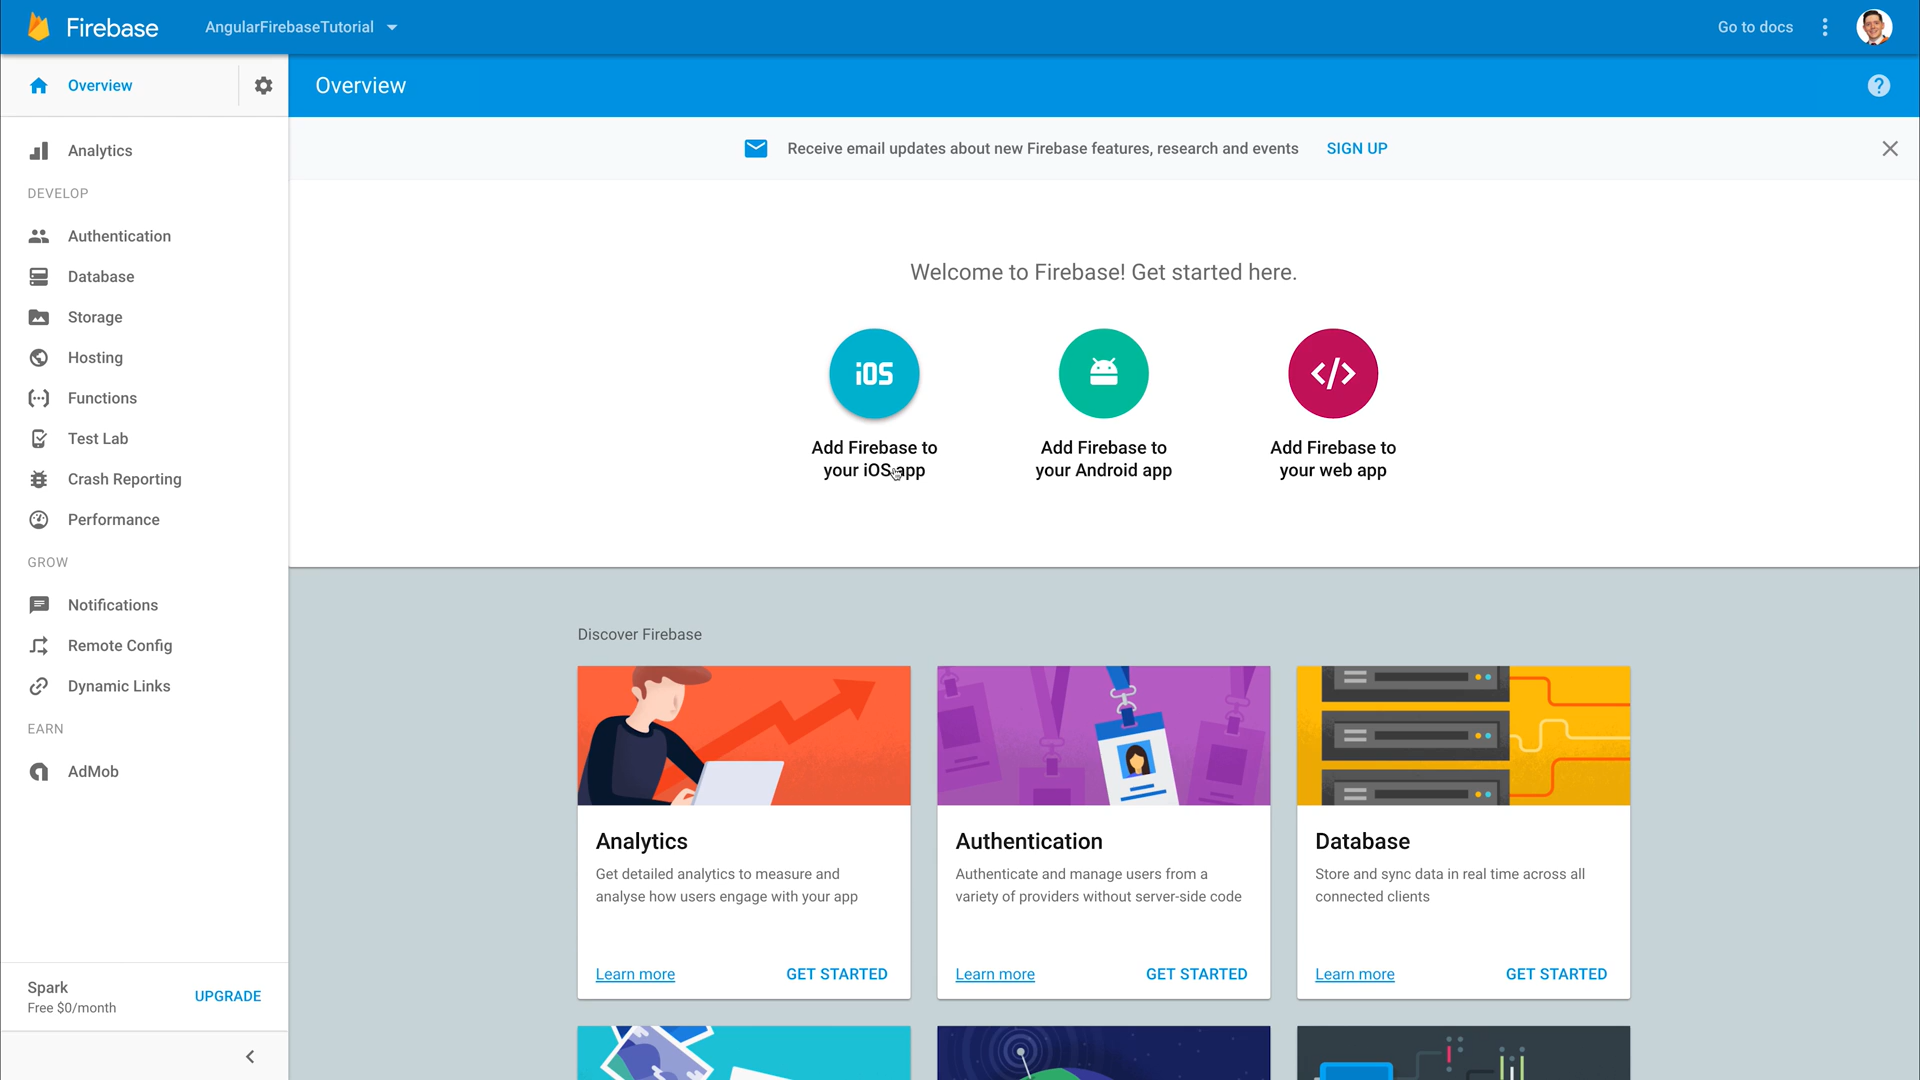 Firebase
AngularFirebaseTutorial
Go to docs
Overview
Overview
Receive email updates about new Firebase features, research and events
SIGN UP
Analytics
DEVELOP
Authentication
Database
Storage
Hosting
Functions
Test Lab
Crash Reporting
Performance
GROW
Notifications
Remote Config
Dynamic Links
EARN
AdMob
Spark
Free $0/month
UPGRADE
Welcome to Firebase! Get started here.
iOS
Add Firebase to
your iOS app
Add Firebase to
your Android app
</>
Add Firebase to
your web app
Discover Firebase
Analytics
Get detailed analytics to measure and
analyse how users engage with your app
Learn more
GET STARTED
Authentication
Authenticate and manage users from a
variety of providers without server-side code
Learn more
GET STARTED
Database
Store and sync data in real time across all
connected clients
Learn more
GET STARTED